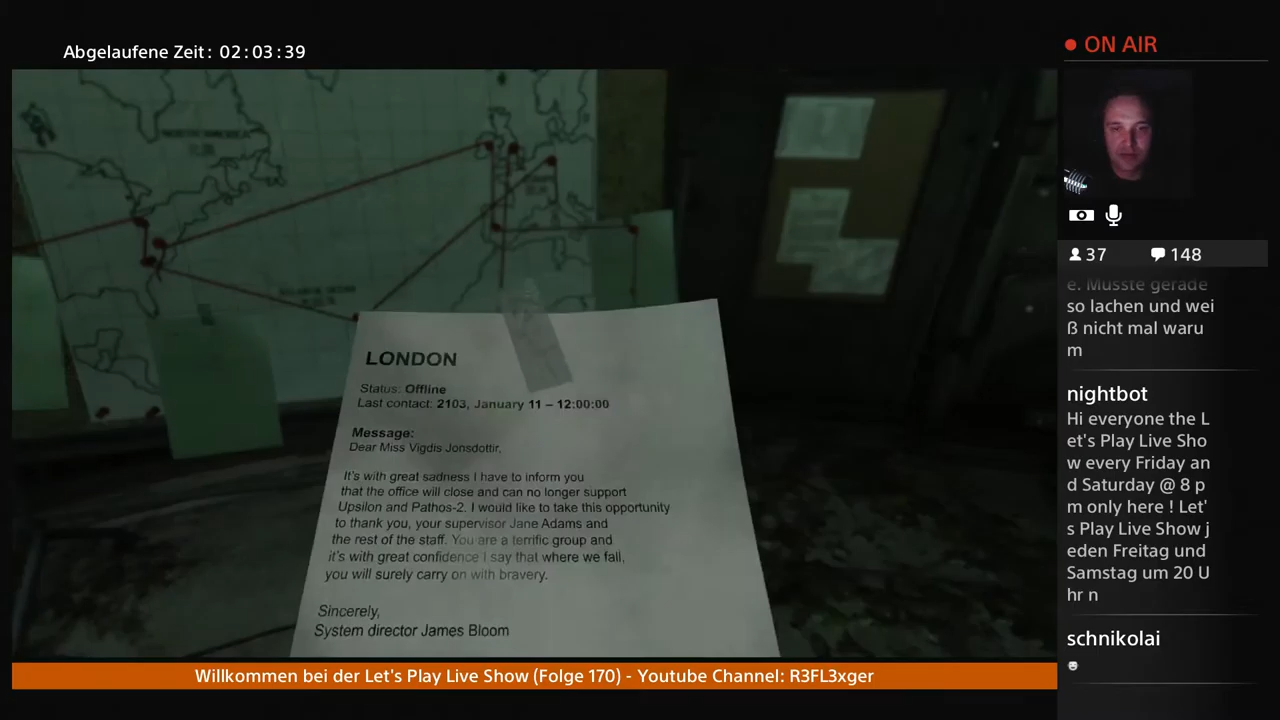 Abgelaufene Zeit: 02:03:39
ON AIR
37 148
LONDON
Status: Offline
Last contact: 2103, January 11 – 12:00:00
Message:
Dear Miss Vigdis Jonsdottir,
It's with great sadness I have to inform you
that the office will close and can no longer support
Upsilon and Pathos-2. I would like to take this opportunity
to thank you, your supervisor Jane Adams and
the rest of the staff. You are a terrific group and
it's with great confidence I say that where we fall,
you will surely carry on with bravery.
Sincerely,
System director James Bloom
e. Musste gerade
so lachen und wei
ß nicht mal waru
m
nightbot
Hi everyone the L
et's Play Live Sho
w every Friday an
d Saturday @ 8 p
m only here ! Let'
s Play Live Show j
eden Freitag und
Samstag um 20 U
hr n
schnikolai
Willkommen bei der Let's Play Live Show (Folge 170) - Youtube Channel: R3FL3xger